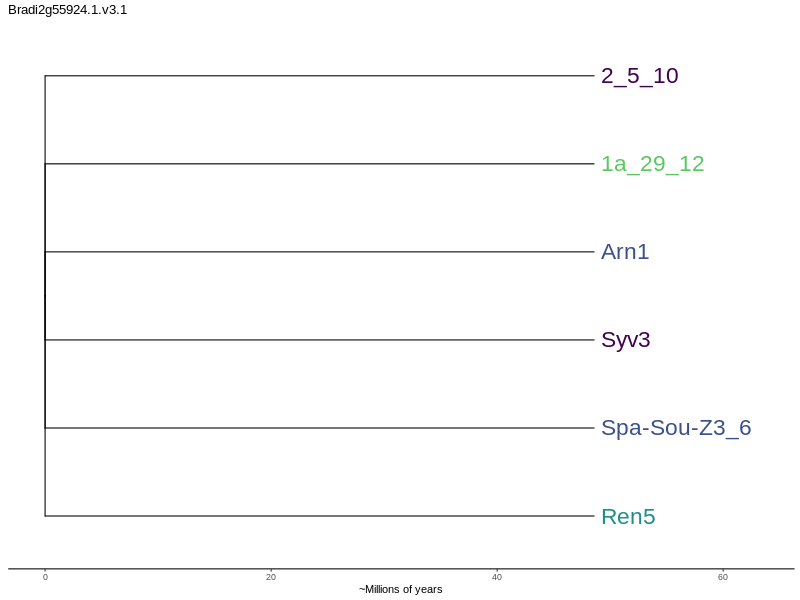 Bradi2g55924.1.v3.1
2_5_10
1a_29_12
Arn1
Syv3
Spa-Sou-Z3_6
Ren5
0 20 40 60
~Millions of years